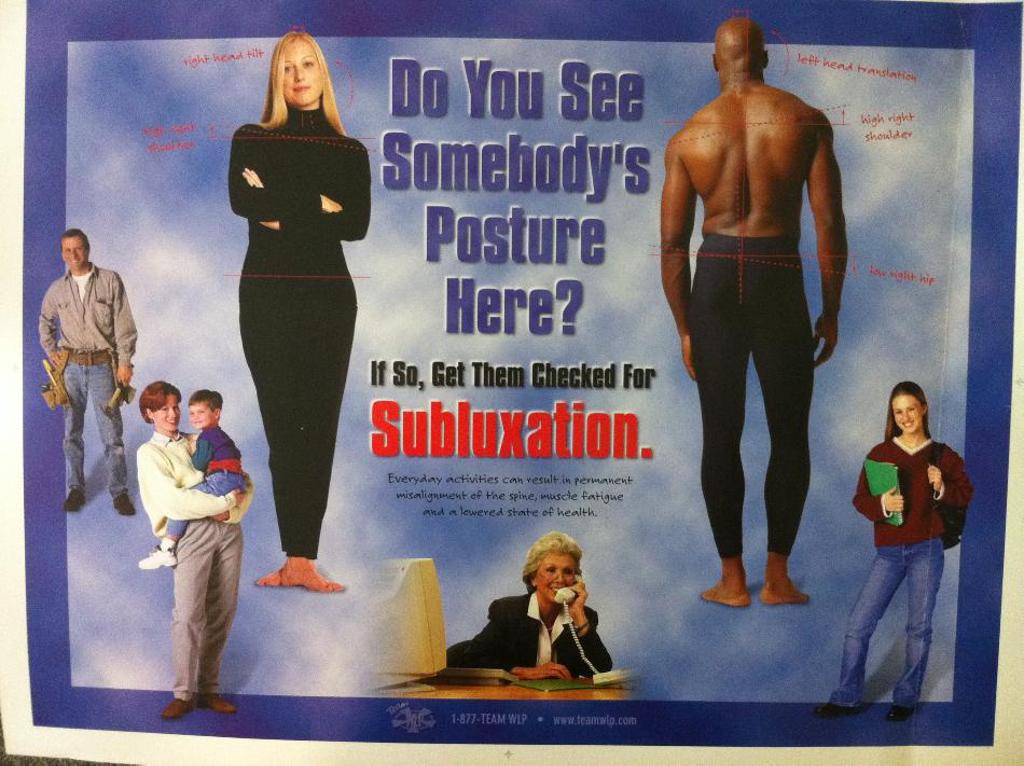 right head tilt
high right
shoulder
Do You See
Somebody's
Posture
Here?
left head translation
high right
shoulder
low right hip
If So, Get Them Checked For
Subluxation.
Everyday activities can result in permanent
misalignment of the spine, muscle fatigue
and a lowered state of health.
1-877-TEAM WLP • www.teamwlp.com